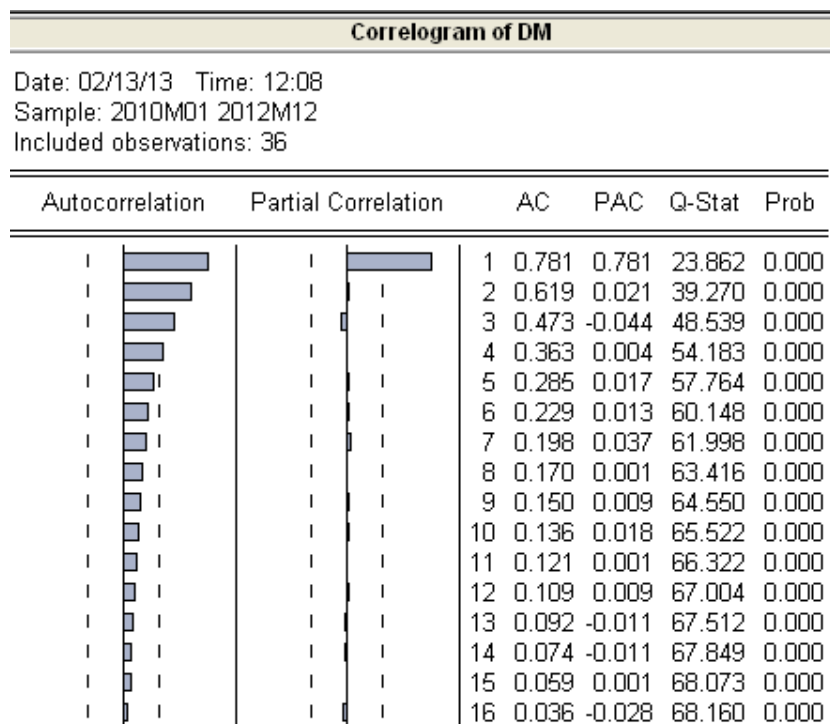 Correlogram of DM
Date: 02/13/13 Time: 12:08
Sample: 2010M01 2012M12
Included observations: 36
Autocorrelation Partial Correlation AC PAC Q-Stat Prob
1 0.781 0.781 23.862 0.000
2 0.619 0.021 39.270 0.000
3 0.473 -0.044 48.539 0.000
4 0.363 0.004 54.183 0.000
5 0.285 0.017 57.764 0.000
6 0.229 0.013 60.148 0.000
7 0.198 0.037 61.998 0.000
8 0.170 0.001 63.416 0.000
9 0.150 0.009 64.550 0.000
10 0.136 0.018 65.522 0.000
11 0.121 0.001 66.322 0.000
12 0.109 0.009 67.004 0.000
13 0.092 -0.011 67.512 0.000
14 0.074 -0.011 67.849 0.000
15 0.059 0.001 68.073 0.000
16 0.036 -0.028 68.160 0.000